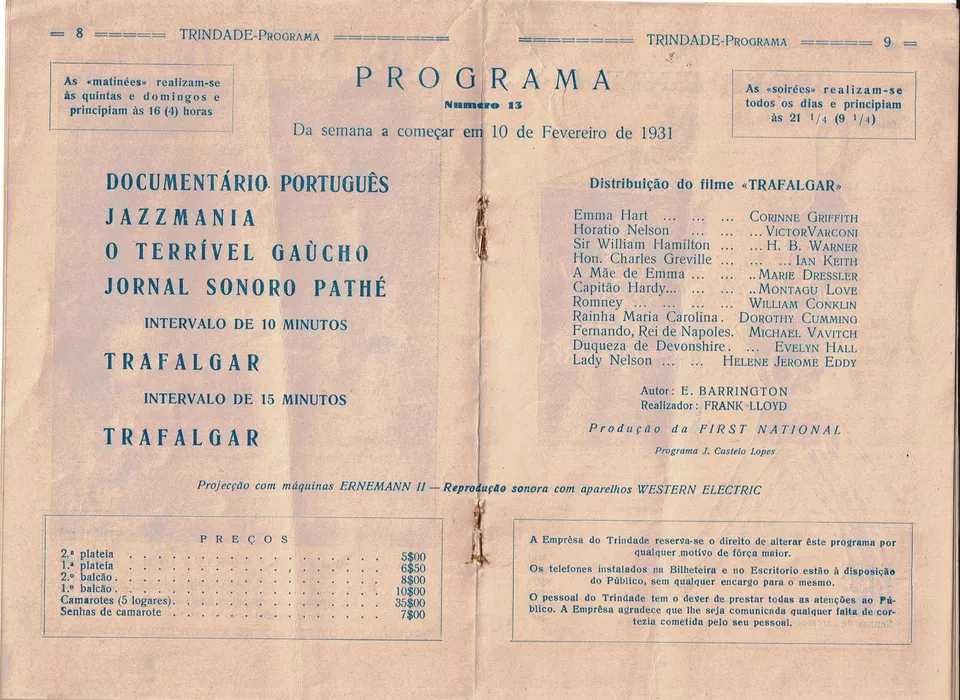 = 8 ===== TRINDADE-PROGRAMA =======
======= TRINDADE-PROGRAMA ===== 9 =
As «matinées» realizam-se
às quintas e domingos e
principiam às 16 (4) horas
PROGRAMA
Numero 13
Da semana a começar em 10 de Fevereiro de 1931
As «soirées» realizam-se
todos os dias e principiam
às 21 1/4 (9 1/4)
DOCUMENTÁRIO PORTUGUÊS
JAZZMANIA
O TERRÍVEL GAÙCHO
JORNAL SONORO PATHÉ
INTERVALO DE 10 MINUTOS
TRAFALGAR
INTERVALO DE 15 MINUTOS
TRAFALGAR
Distribuïção do filme «TRAFALGAR»
Emma Hart ... ... ... CORINNE GRIFFITH
Horatio Nelson ... ... ... VICTOR VARCONI
Sir William Hamilton ... ... H. B. WARNER
Hon. Charles Greville ... ... ... IAN KEITH
A Mãe de Emma ... ... .. MARIE DRESSLER
Capitão Hardy... ... ... .. MONTAGU LOVE
Romney ... ... ... ... WILLIAM CONKLIN
Rainha Maria Carolina. DOROTHY CUMMING
Fernando, Rei de Napoles. MICHAEL VAVITCH
Duqueza de Devonshire. ... EVELYN HALL
Lady Nelson ... ... HELENE JEROME EDDY
Autor: E. BARRINGTON
Realizador: FRANK LLOYD
Produção da FIRST NATIONAL
Programa J. Castelo Lopes
Projecção com máquinas ERNEMANN II — Reprodução sonora com aparelhos WESTERN ELECTRIC
PREÇOS
2.ª plateia . . . . . . . . . . . . . . . . 5$00
1.ª plateia . . . . . . . . . . . . . . . . 6$50
2.º balcão . . . . . . . . . . . . . . . . 8$00
1.º balcão . . . . . . . . . . . . . . . . 10$00
Camarotes (5 logares) . . . . . . . . . . . . 35$00
Senhas de camarote . . . . . . . . . . . . . 7$00
A Emprêsa do Trindade reserva-se o direito de alterar êste programa por
qualquer motivo de fôrça maior.
Os telefones instalados na Bilheteira e no Escritorio estão à disposição
do Público, sem qualquer encargo para o mesmo.
O pessoal do Trindade tem o dever de prestar todas as atenções ao Pú-
blico. A Emprêsa agradece que lhe seja comunicada qualquer falta de cor-
tezia cometida pelo seu pessoal.